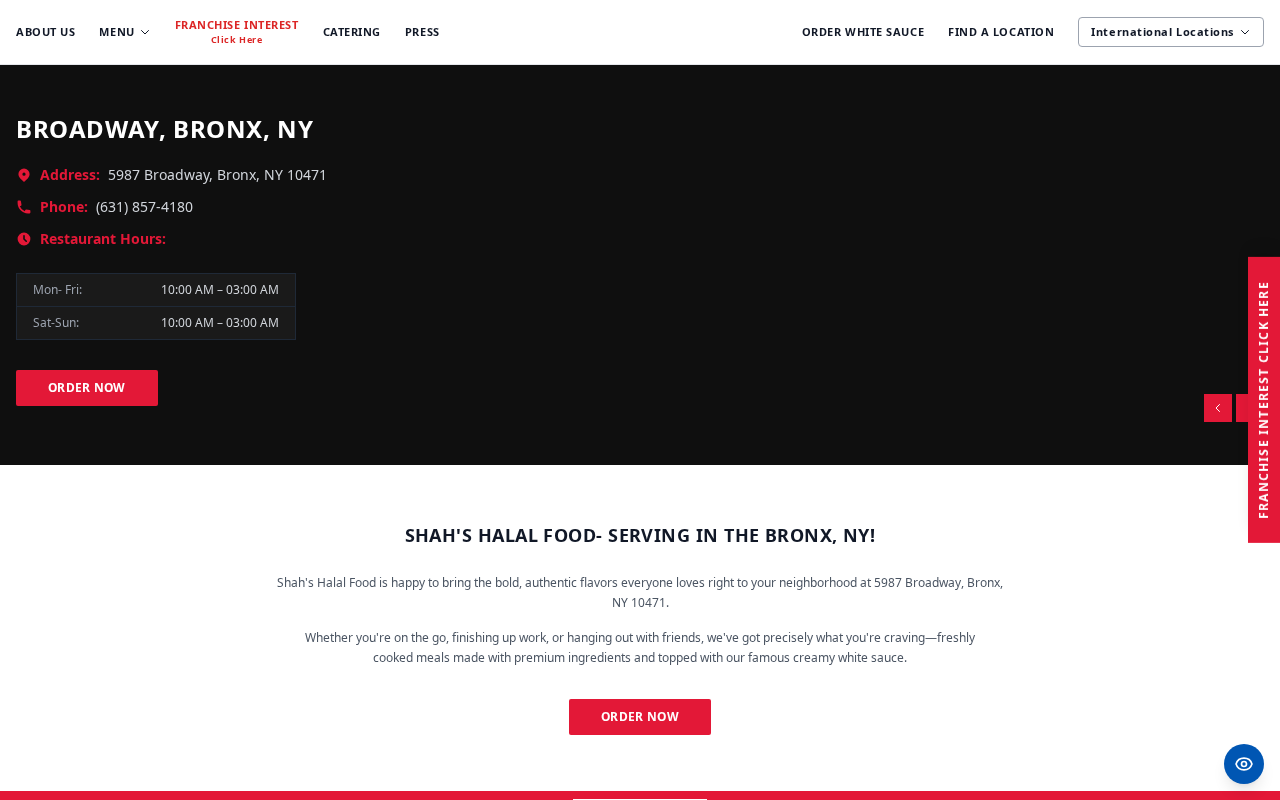 ABOUT US
MENU
FRANCHISE INTEREST
Click Here
CATERING
PRESS
ORDER WHITE SAUCE
FIND A LOCATION
International Locations
BROADWAY, BRONX, NY
Address: 5987 Broadway, Bronx, NY 10471
Phone: (631) 857-4180
Restaurant Hours:
Mon- Fri: 10:00 AM – 03:00 AM
Sat-Sun: 10:00 AM – 03:00 AM
ORDER NOW
FRANCHISE INTEREST CLICK HERE
SHAH'S HALAL FOOD- SERVING IN THE BRONX, NY!
Shah's Halal Food is happy to bring the bold, authentic flavors everyone loves right to your neighborhood at 5987 Broadway, Bronx,
NY 10471.
Whether you're on the go, finishing up work, or hanging out with friends, we've got precisely what you're craving—freshly
cooked meals made with premium ingredients and topped with our famous creamy white sauce.
ORDER NOW